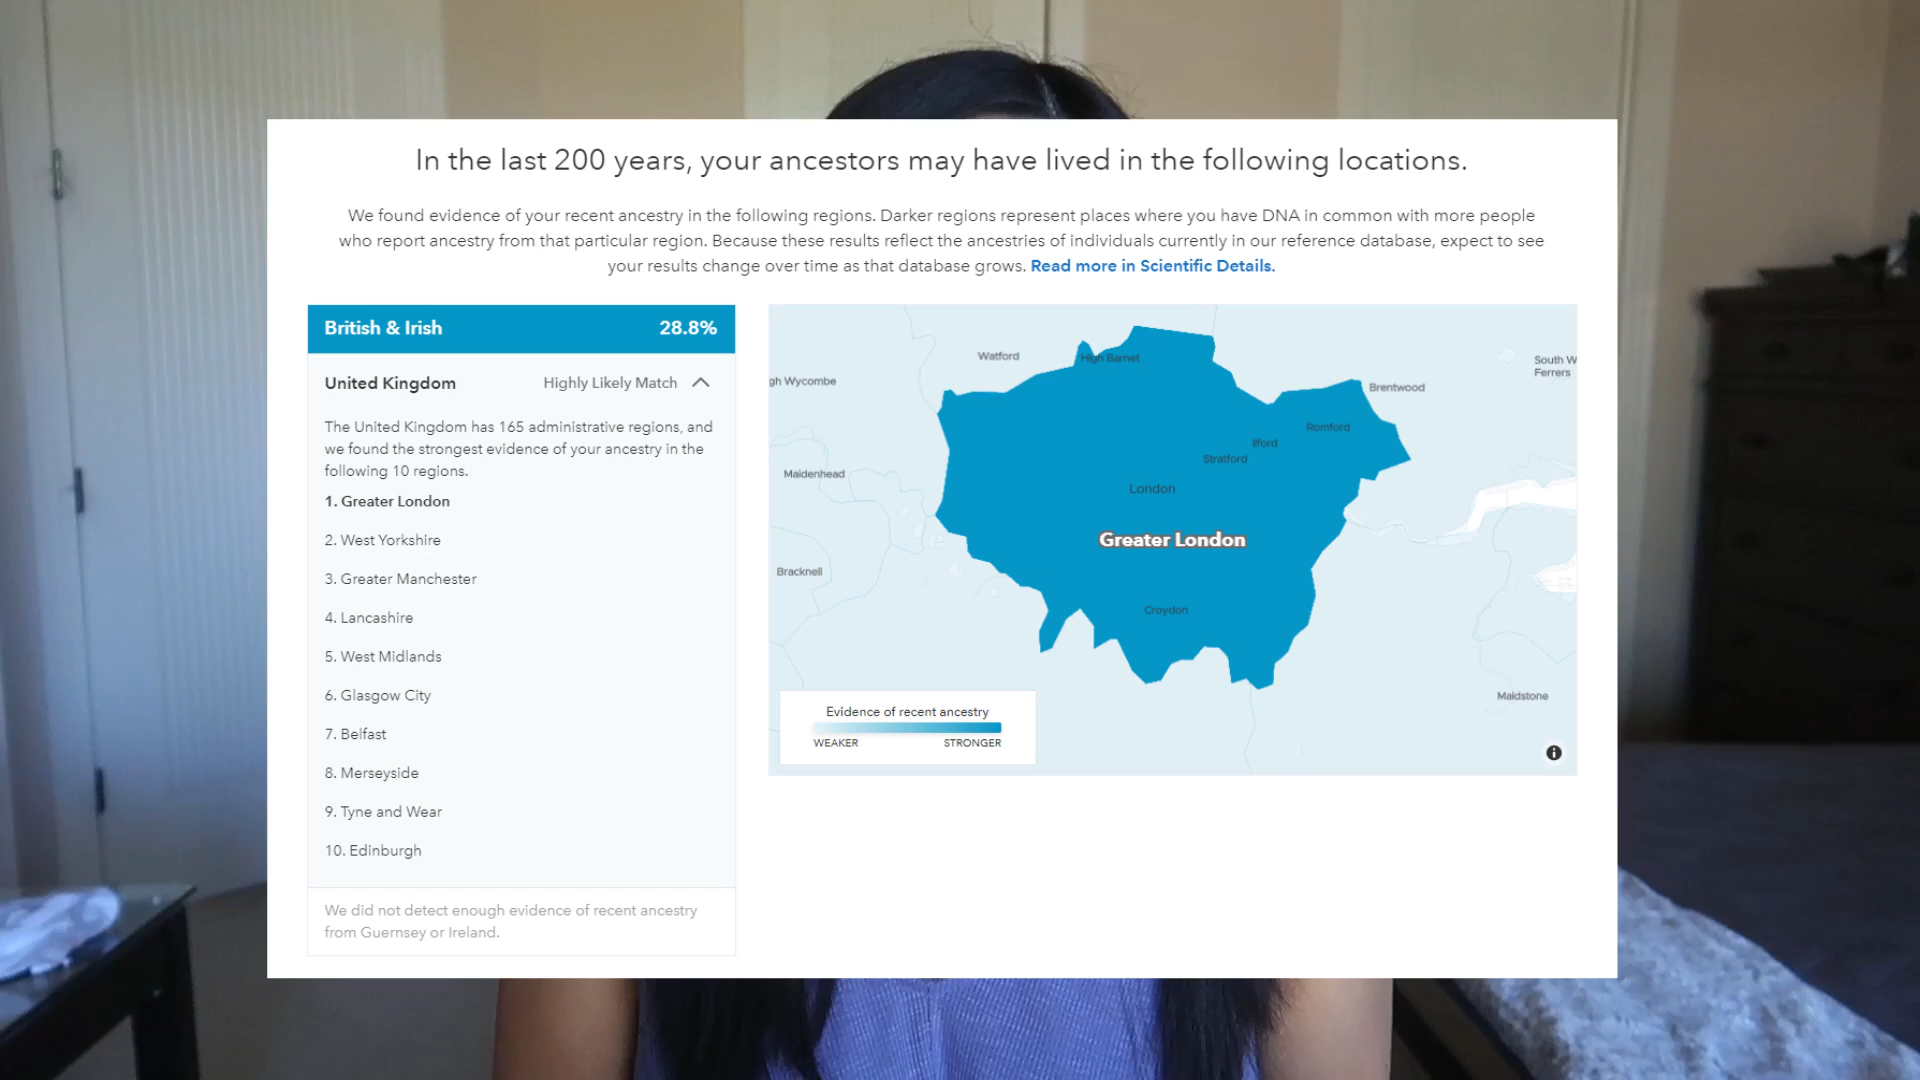 In the last 200 years, your ancestors may have lived in the following locations.
We found evidence of your recent ancestry in the following regions. Darker regions represent places where you have DNA in common with more people
who report ancestry from that particular region. Because these results reflect the ancestries of individuals currently in our reference database, expect to see
your results change over time as that database grows. Read more in Scientific Details.
British & Irish 28.8%
United Kingdom Highly Likely Match
The United Kingdom has 165 administrative regions, and
we found the strongest evidence of your ancestry in the
following 10 regions.
1. Greater London
2. West Yorkshire
3. Greater Manchester
4. Lancashire
5. West Midlands
6. Glasgow City
7. Belfast
8. Merseyside
9. Tyne and Wear
10. Edinburgh
We did not detect enough evidence of recent ancestry
from Guernsey or Ireland.
Watford
High Barnet
South W
Ferrers
gh Wycombe
Brentwood
Romford
Ilford
Stratford
Maidenhead
London
Greater London
Bracknell
Croydon
Maidstone
Evidence of recent ancestry
WEAKER STRONGER